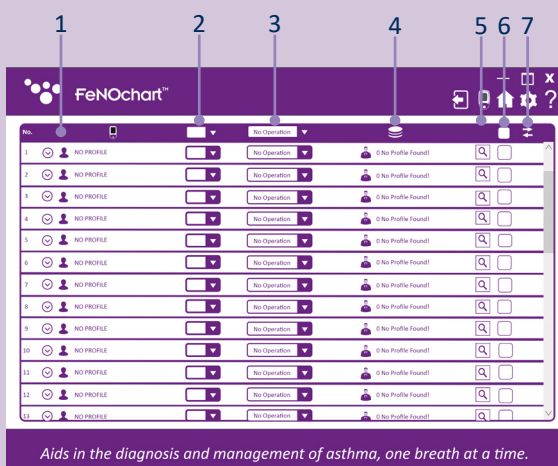 1 2 3 4 5 6 7
FeNOchart™
X
?
No. No Operation
1 NO PROFILE No Operation 0 No Profile Found!
2 NO PROFILE No Operation 0 No Profile Found!
3 NO PROFILE No Operation 0 No Profile Found!
4 NO PROFILE No Operation 0 No Profile Found!
5 NO PROFILE No Operation 0 No Profile Found!
6 NO PROFILE No Operation 0 No Profile Found!
7 NO PROFILE No Operation 0 No Profile Found!
8 NO PROFILE No Operation 0 No Profile Found!
9 NO PROFILE No Operation 0 No Profile Found!
10 NO PROFILE No Operation 0 No Profile Found!
11 NO PROFILE No Operation 0 No Profile Found!
12 NO PROFILE No Operation 0 No Profile Found!
13 NO PROFILE No Operation 0 No Profile Found!
Aids in the diagnosis and management of asthma, one breath at a time.